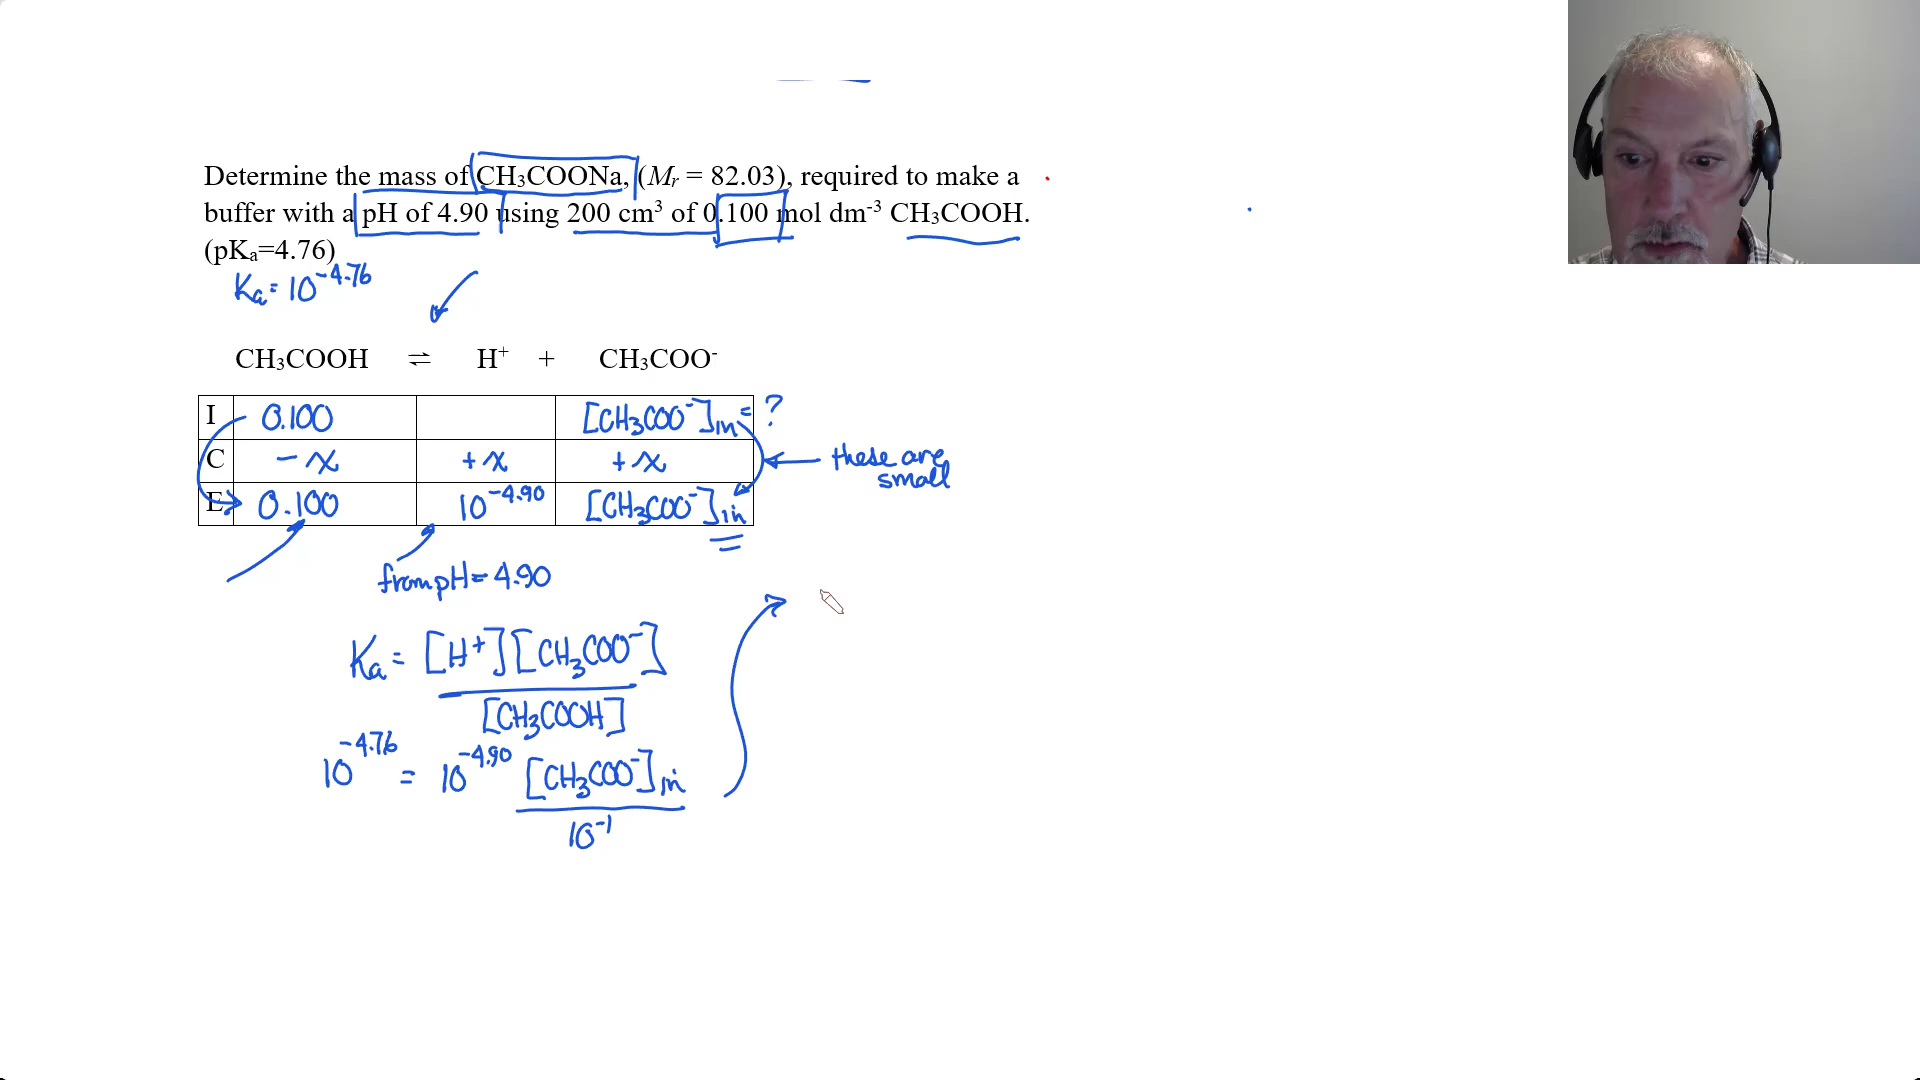 Determine the mass of CH₃COONa, (Mᵣ = 82.03), required to make a
buffer with a pH of 4.90 using 200 cm³ of 0.100 mol dm⁻³ CH₃COOH.
(pKₐ=4.76)
Kₐ = 10⁻⁴·⁷⁶
CH₃COOH ⇌ H⁺ + CH₃COO⁻
I 0.100 [CH₃COO⁻]in = ?
C -x +x +x these are
small
E 0.100 10⁻⁴·⁹⁰ [CH₃COO⁻]in
from pH = 4.90
Kₐ = [H⁺][CH₃COO⁻]
[CH₃COOH]
10⁻⁴·⁷⁶ = 10⁻⁴·⁹⁰ [CH₃COO⁻]in
10⁻¹